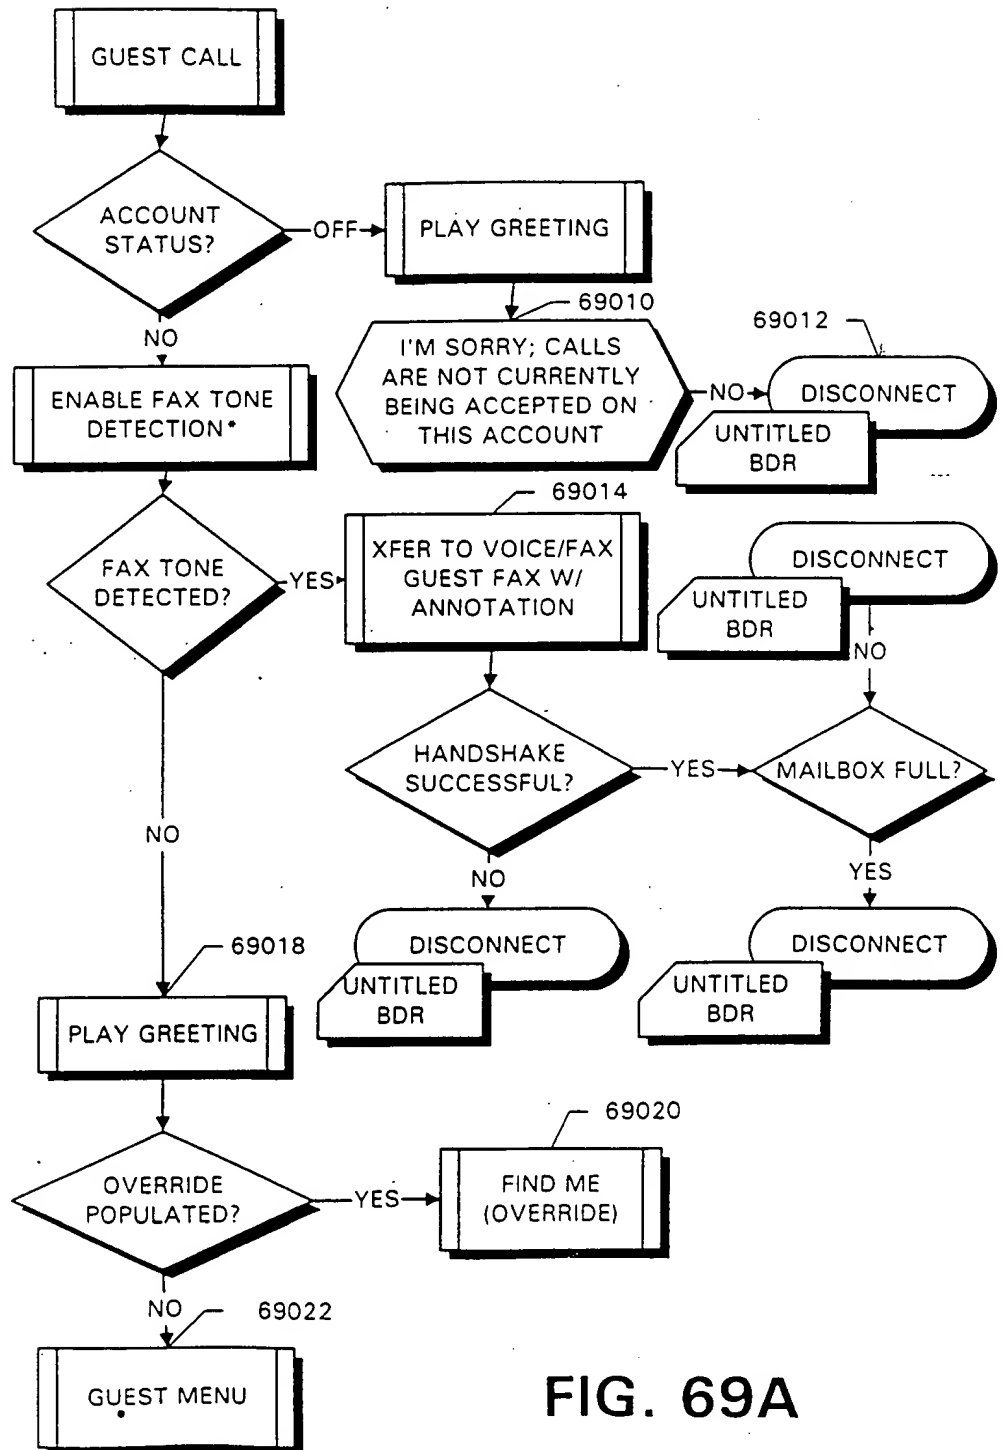 GUEST CALL
ACCOUNT
STATUS?
OFF
PLAY GREETING
NO
69010
I'M SORRY; CALLS
ARE NOT CURRENTLY
BEING ACCEPTED ON
THIS ACCOUNT
NO
69012
DISCONNECT
UNTITLED
BDR
ENABLE FAX TONE
DETECTION*
FAX TONE
DETECTED?
YES
69014
XFER TO VOICE/FAX
GUEST FAX W/
ANNOTATION
DISCONNECT
UNTITLED
BDR
NO
HANDSHAKE
SUCCESSFUL?
YES
MAILBOX FULL?
NO
NO
YES
DISCONNECT
UNTITLED
BDR
DISCONNECT
UNTITLED
BDR
69018
PLAY GREETING
OVERRIDE
POPULATED?
YES
69020
FIND ME
(OVERRIDE)
NO
69022
GUEST MENU
FIG. 69A